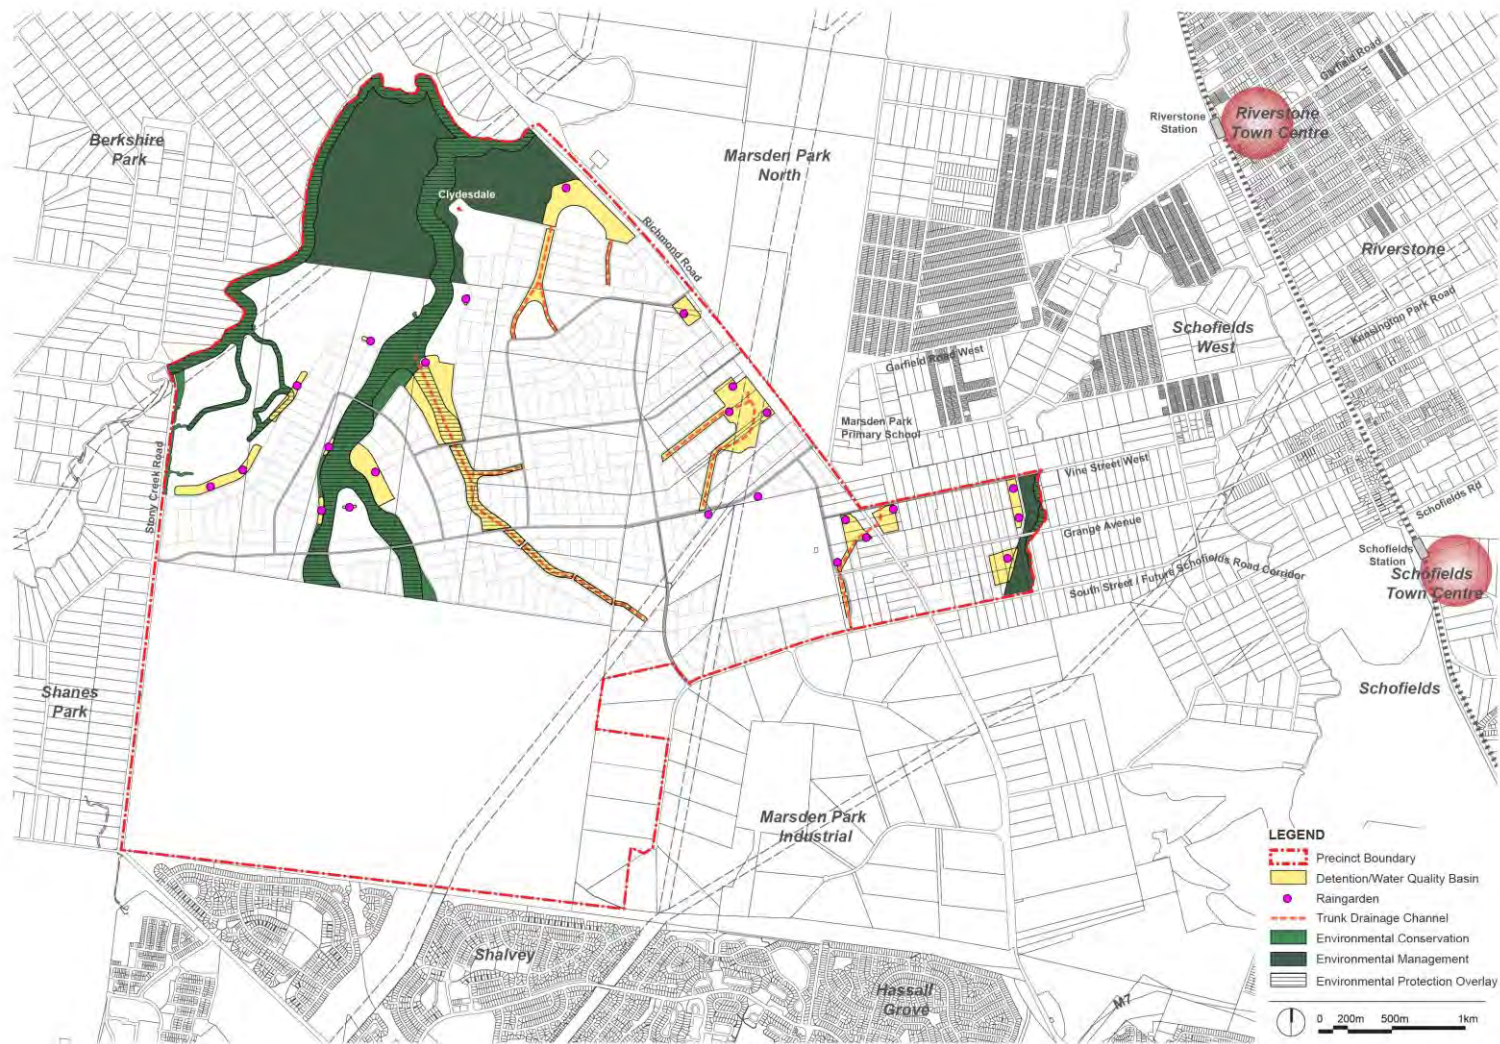 Garfield Road
Riverstone
Station
Riverstone
Town Centre
Berkshire
Park
Marsden Park
North
Clydesdale
Richmond Road
Riverstone
Kensington Park Road
Schofields
West
Garfield Road West
Marsden Park
Primary School
Stony Creek Road
Vine Street West
Schofields Rd
Grange Avenue
Schofields
Station
Schofields
Town Centre
South Street / Future Schofields Road Corridor
Shanes
Park
Schofields
Marsden Park
Industrial
Shalvey
Hassall
Grove
M7
LEGEND
Precinct Boundary
Detention/Water Quality Basin
Raingarden
Trunk Drainage Channel
Environmental Conservation
Environmental Management
Environmental Protection Overlay
0 200m 500m 1km